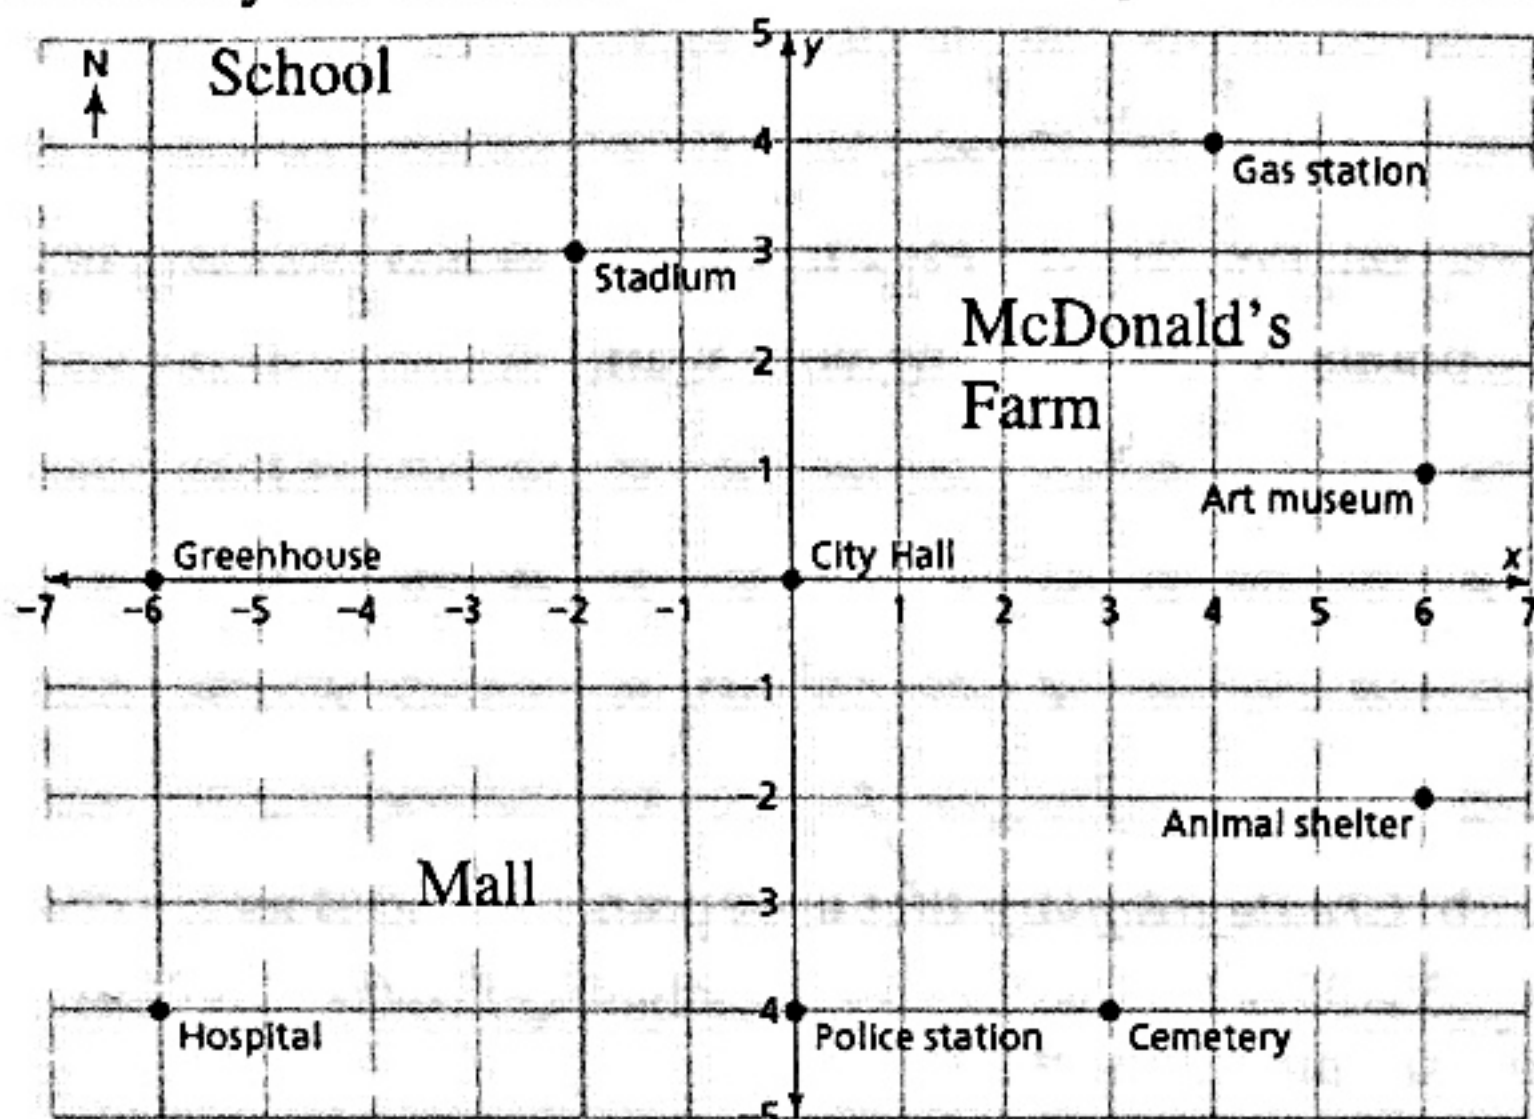 5
y
N
School
4
Gas station
3
Stadium
McDonald's
2
Farm
1
Art museum
Greenhouse
City Hall
x
-7 -6 -5 -4 -3 -2 -1 1 2 3 4 5 6 7
-1
-2
Animal shelter
Mall
-3
-4
Hospital
Police station
Cemetery
-5